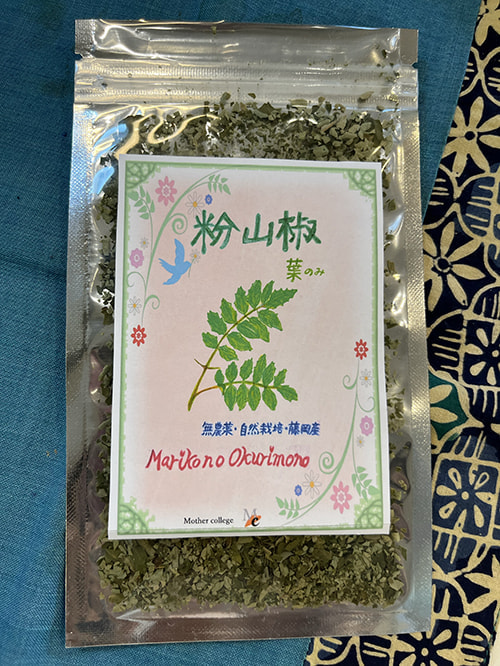 粉山椒
葉のみ
無農薬・自然栽培・藤岡産
Mariko no Okurimono
Mother college
MC